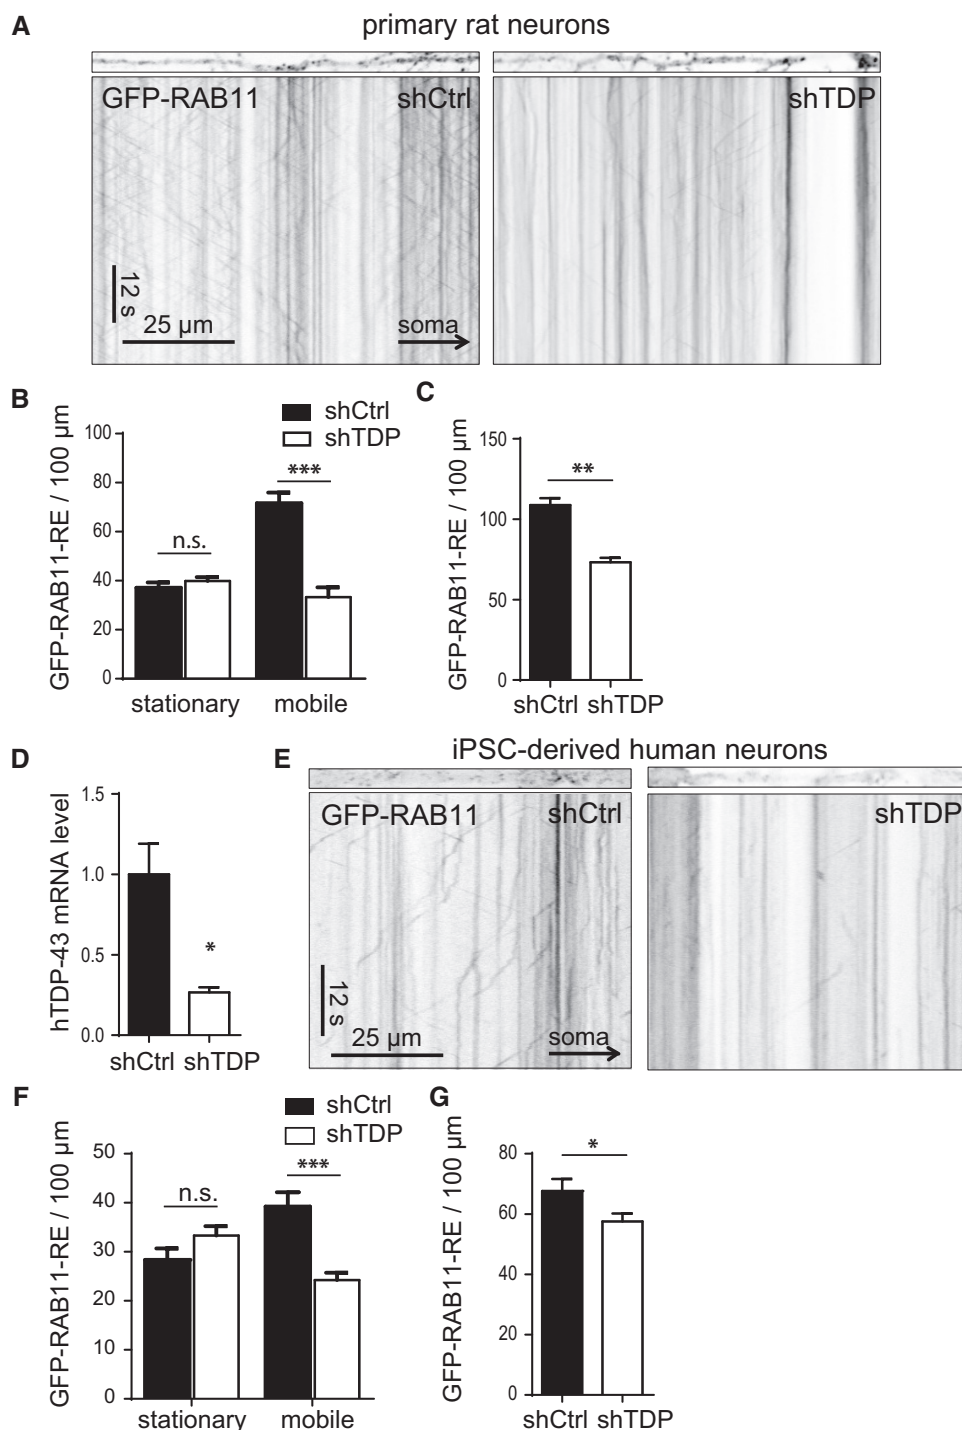 A
primary rat neurons
GFP-RAB11
shCtrl
shTDP
12 s
25 µm
soma
B
shCtrl
shTDP
GFP-RAB11-RE / 100 µm
100
80
60
40
20
0
n.s.
***
stationary
mobile
C
GFP-RAB11-RE / 100 µm
150
100
50
0
**
shCtrl shTDP
D
hTDP-43 mRNA level
1.5
1.0
0.5
0.0
*
shCtrl shTDP
E
iPSC-derived human neurons
GFP-RAB11
shCtrl
shTDP
12 s
25 µm
soma
F
shCtrl
shTDP
GFP-RAB11-RE / 100 µm
50
40
30
20
10
0
n.s.
***
stationary
mobile
G
GFP-RAB11-RE / 100 µm
80
60
40
20
0
*
shCtrl shTDP